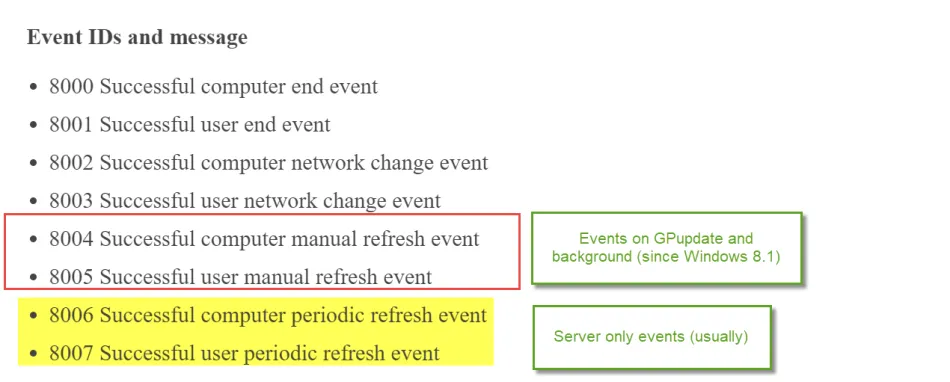 Event IDs and message
8000 Successful computer end event
8001 Successful user end event
8002 Successful computer network change event
8003 Successful user network change event
8004 Successful computer manual refresh event
8005 Successful user manual refresh event
Events on GPupdate and
background (since Windows 8.1)
8006 Successful computer periodic refresh event
8007 Successful user periodic refresh event
Server only events (usually)